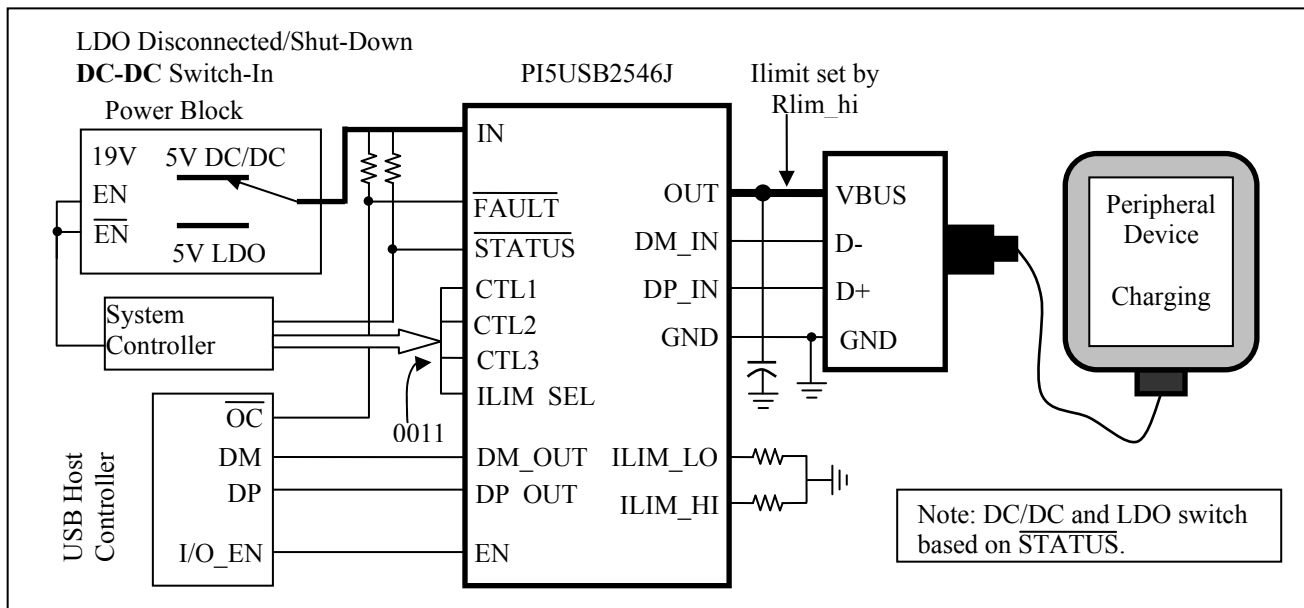 LDO Disconnected/Shut-Down
DC-DC Switch-In
Power Block
19V
5V DC/DC
EN
EN
5V LDO
System
Controller
USB Host
Controller
OC
DM
DP
I/O_EN
0011
PI5USB2546J
IN
FAULT
STATUS
CTL1
CTL2
CTL3
ILIM SEL
DM_OUT
DP OUT
EN
OUT
DM_IN
DP_IN
GND
ILIM_LO
ILIM_HI
Ilimit set by
Rlim_hi
VBUS
D-
D+
GND
Peripheral
Device
Charging
Note: DC/DC and LDO switch
based on STATUS.